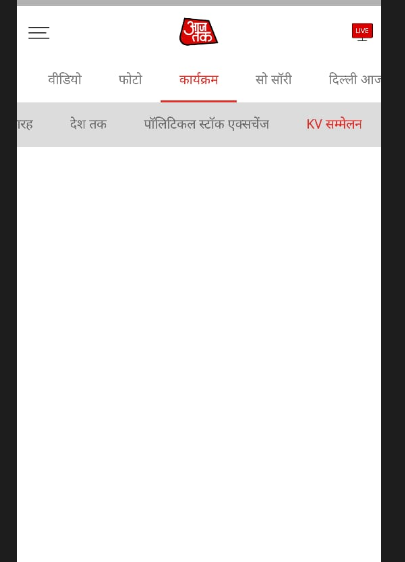 आज तक
LIVE
वीडियो फोटो कार्यक्रम सो सॉरी दिल्ली आज
देश तक पॉलिटिकल स्टॉक एक्सचेंज KV सम्मेलन